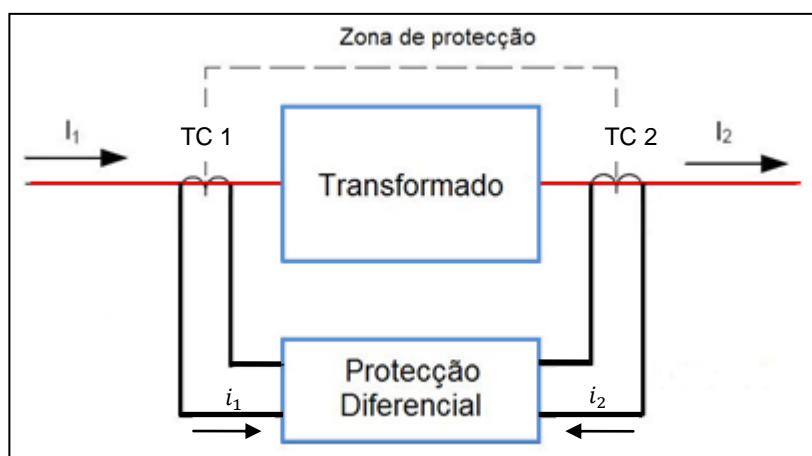 Zona de protecção
I₁
TC 1
TC 2
I₂
Transformado
Protecção
Diferencial
i₁
i₂